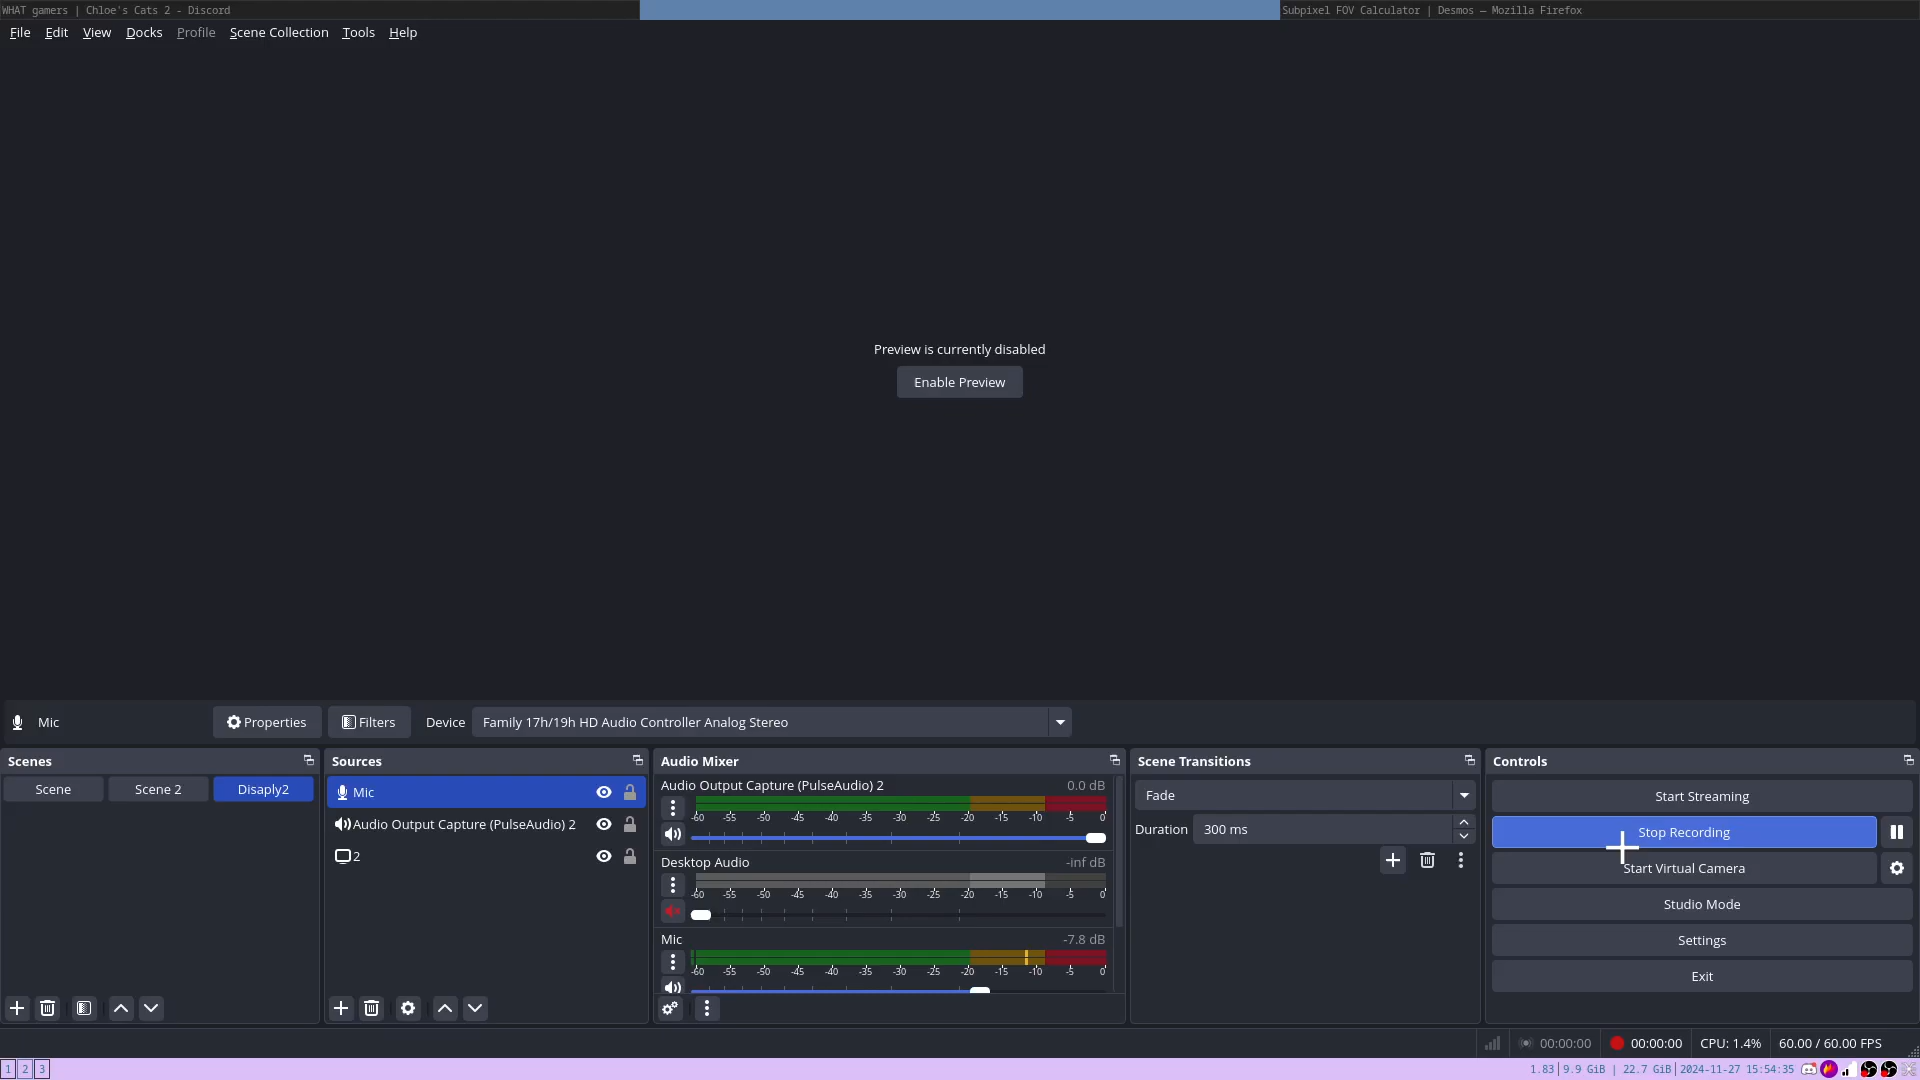 WHAT gamers | Chloe's Cats 2 - Discord
Subpixel FOV Calculator | Desmos — Mozilla Firefox
File Edit View Docks Profile Scene Collection Tools Help
Preview is currently disabled
Enable Preview
Mic Properties Filters Device Family 17h/19h HD Audio Controller Analog Stereo
Scenes
Scene Scene 2 Disaply2
Sources
Mic
Audio Output Capture (PulseAudio) 2
2
Audio Mixer
Audio Output Capture (PulseAudio) 2 0.0 dB
-60 -55 -50 -45 -40 -35 -30 -25 -20 -15 -10 -5 0
Desktop Audio -inf dB
-60 -55 -50 -45 -40 -35 -30 -25 -20 -15 -10 -5 0
Mic -7.8 dB
-60 -55 -50 -45 -40 -35 -30 -25 -20 -15 -10 -5 0
Scene Transitions
Fade
Duration 300 ms
Controls
Start Streaming
Stop Recording
Start Virtual Camera
Studio Mode
Settings
Exit
00:00:00 00:00:00 CPU: 1.4% 60.00 / 60.00 FPS
1 2 3 1.83| 9.9 GiB | 22.7 GiB| 2024-11-27 15:54:35